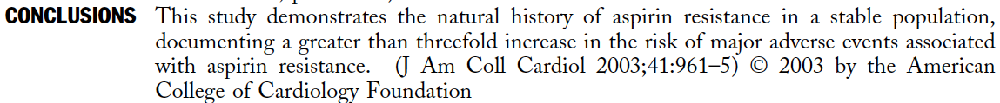 CONCLUSIONS This study demonstrates the natural history of aspirin resistance in a stable population,
documenting a greater than threefold increase in the risk of major adverse events associated
with aspirin resistance. (J Am Coll Cardiol 2003;41:961–5) © 2003 by the American
College of Cardiology Foundation